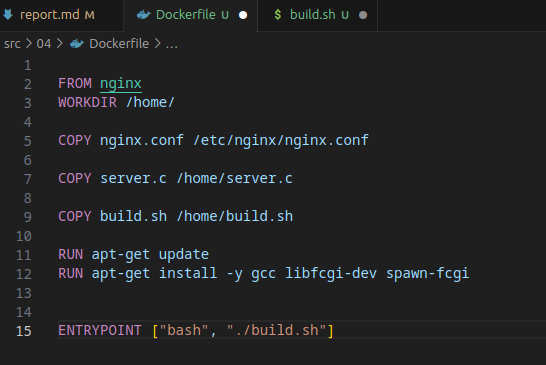 report.md M
Dockerfile U
$ build.sh U
src > 04 > Dockerfile > ...
1
2 FROM nginx
3 WORKDIR /home/
4
5 COPY nginx.conf /etc/nginx/nginx.conf
6
7 COPY server.c /home/server.c
8
9 COPY build.sh /home/build.sh
10
11 RUN apt-get update
12 RUN apt-get install -y gcc libfcgi-dev spawn-fcgi
13
14
15 ENTRYPOINT ["bash", "./build.sh"]